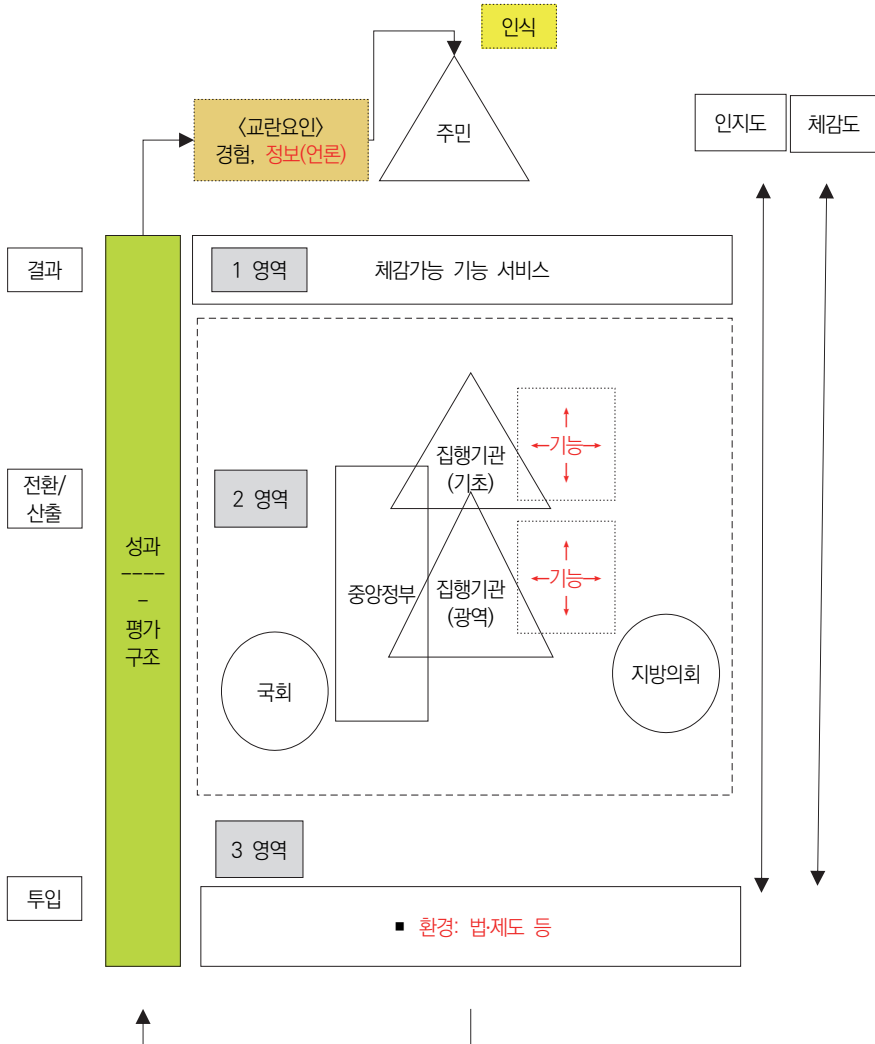 인식
〈교란요인〉
경험, 정보(언론)
주민
인지도
체감도
결과
1 영역
체감가능 기능 서비스
전환/
산출
2 영역
집행기관
(기초)
←기능→
성과
----
-
평가
구조
중앙정부
집행기관
(광역)
←기능→
국회
지방의회
3 영역
투입
▪ 환경: 법·제도 등